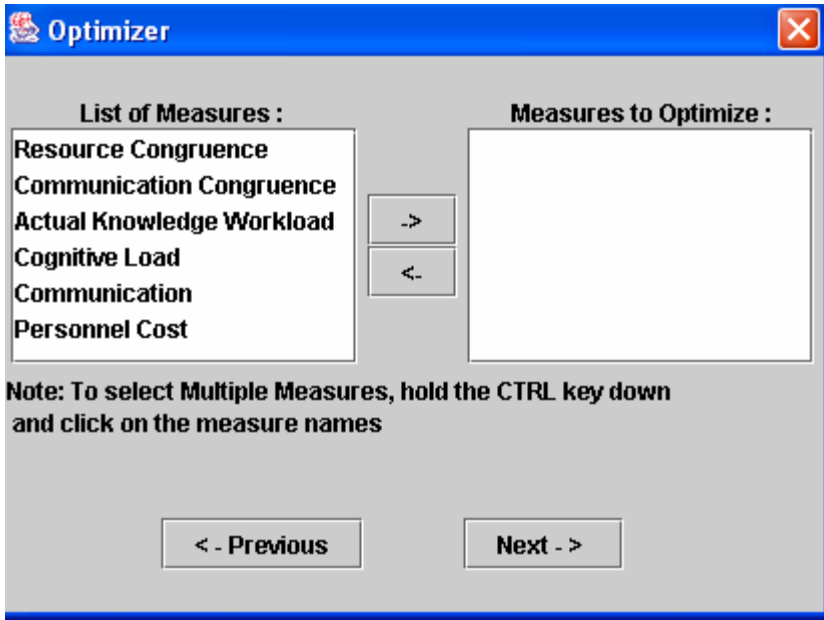 Optimizer
List of Measures :
Measures to Optimize :
Resource Congruence
Communication Congruence
Actual Knowledge Workload
Cognitive Load
Communication
Personnel Cost
->
<-
Note: To select Multiple Measures, hold the CTRL key down
and click on the measure names
< - Previous
Next - >